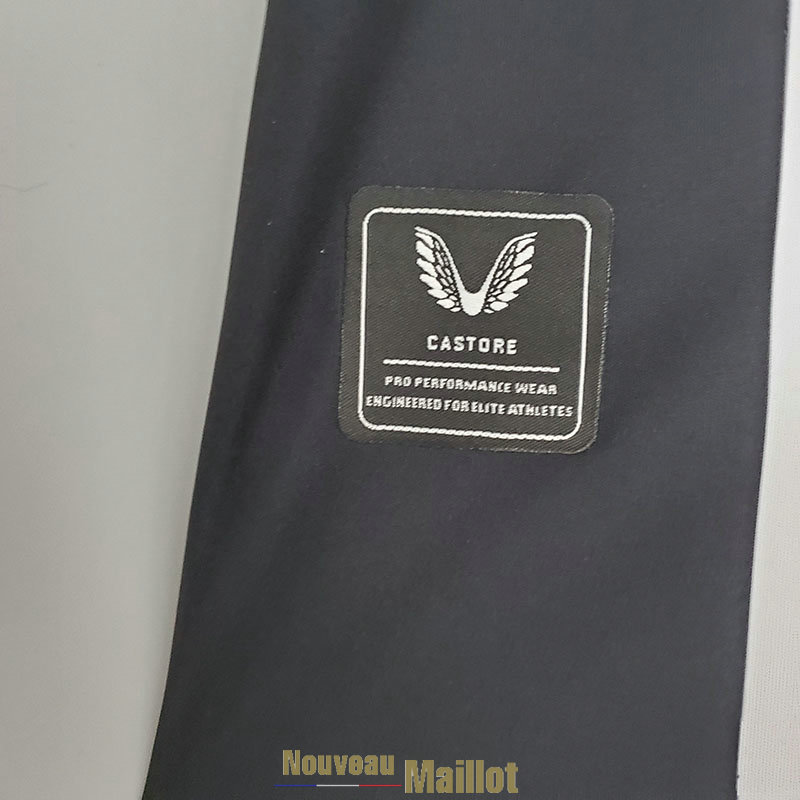 CASTORE
PRO PERFORMANCE WEAR
ENGINEERED FOR ELITE ATHLETES
Nouveau Maillot